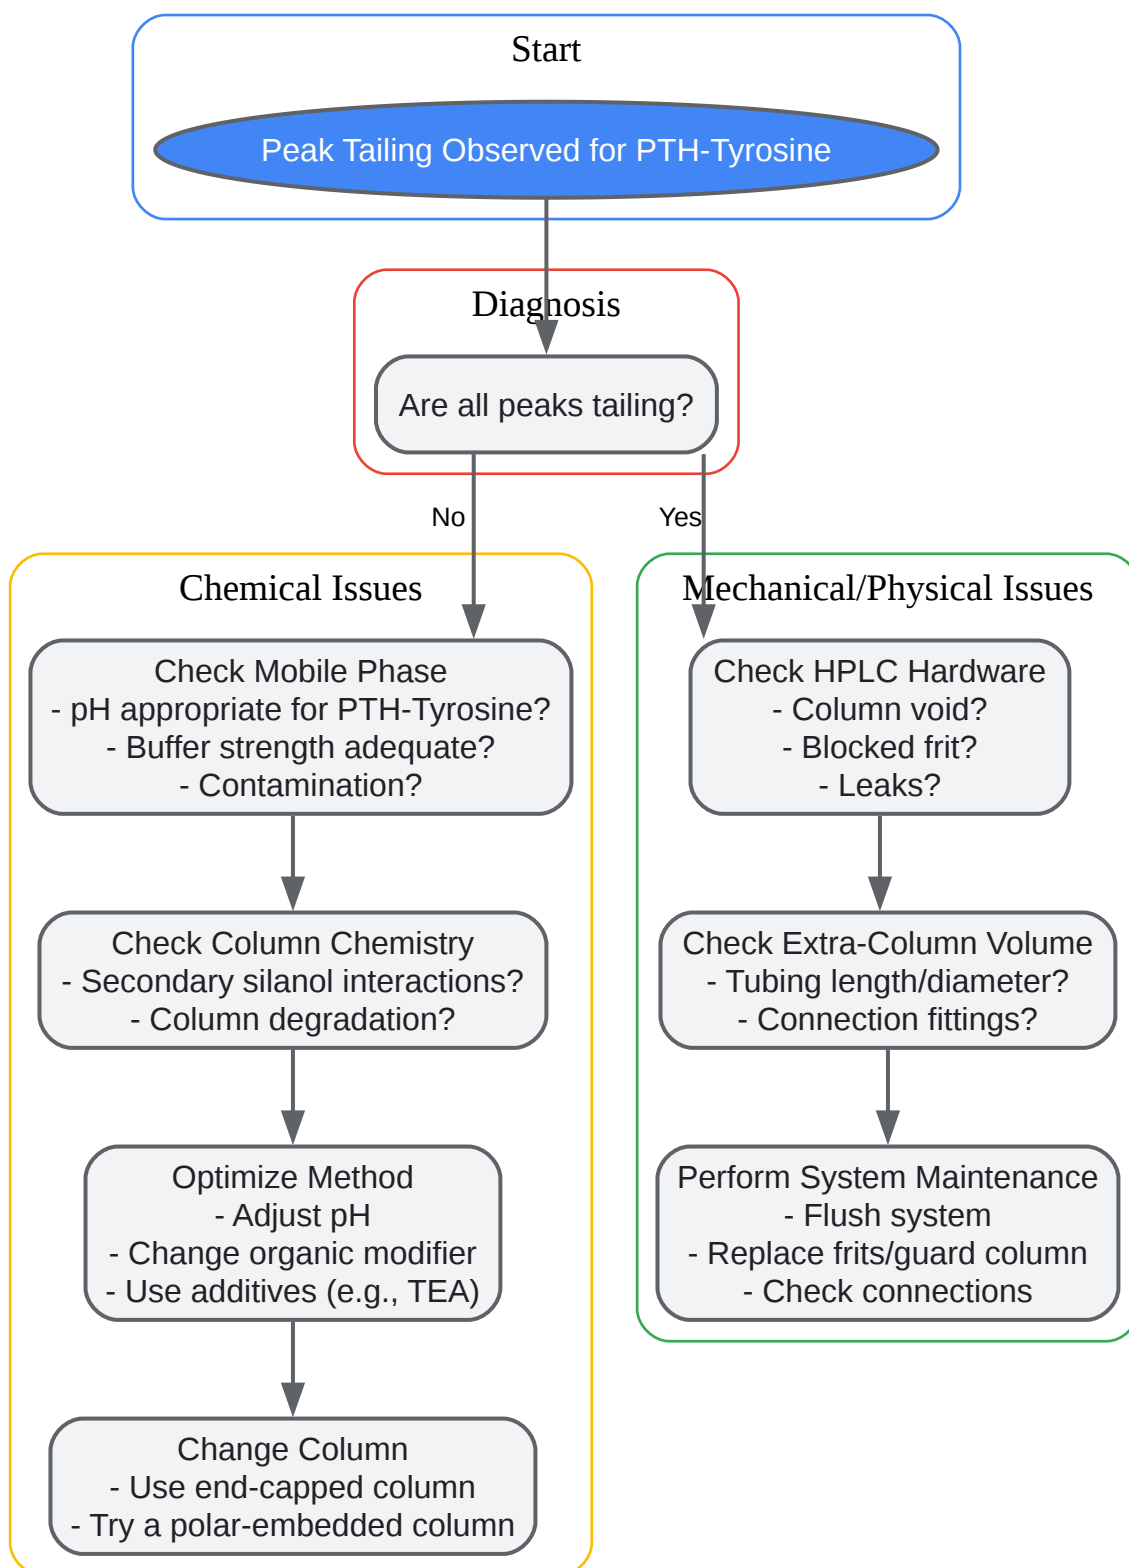 Start
Peak Tailing Observed for PTH-Tyrosine
Diagnosis
Are all peaks tailing?
No
Yes
Chemical Issues
Check Mobile Phase
- pH appropriate for PTH-Tyrosine?
- Buffer strength adequate?
- Contamination?
Check Column Chemistry
- Secondary silanol interactions?
- Column degradation?
Optimize Method
- Adjust pH
- Change organic modifier
- Use additives (e.g., TEA)
Change Column
- Use end-capped column
- Try a polar-embedded column
Mechanical/Physical Issues
Check HPLC Hardware
- Column void?
- Blocked frit?
- Leaks?
Check Extra-Column Volume
- Tubing length/diameter?
- Connection fittings?
Perform System Maintenance
- Flush system
- Replace frits/guard column
- Check connections